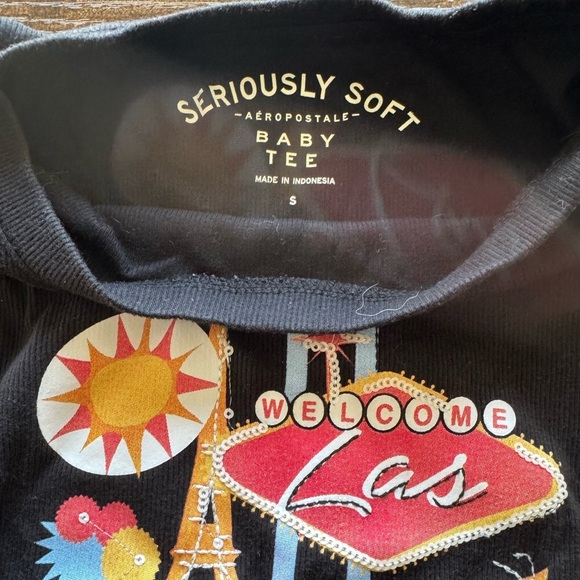 SERIOUSLY SOFT
-AÉROPOSTALE-
BABY
TEE
MADE IN INDONESIA
S
WELCOME
Las